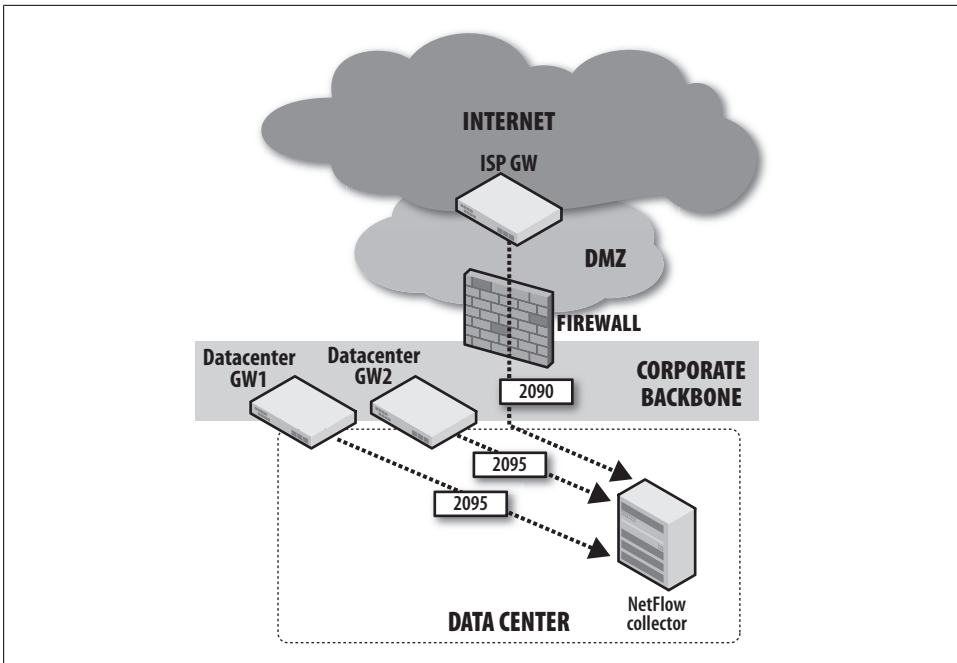 INTERNET
ISP GW
DMZ
FIREWALL
Datacenter
GW1
Datacenter
GW2
CORPORATE
BACKBONE
2090
2095
2095
NetFlow
collector
DATA CENTER